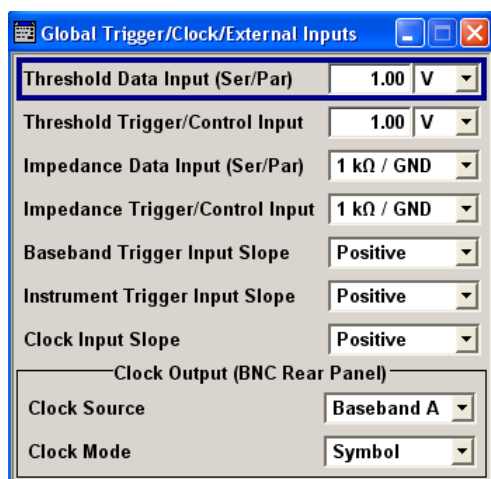 Global Trigger/Clock/External Inputs
Threshold Data Input (Ser/Par) 1.00 V
Threshold Trigger/Control Input 1.00 V
Impedance Data Input (Ser/Par) 1 kΩ / GND
Impedance Trigger/Control Input 1 kΩ / GND
Baseband Trigger Input Slope Positive
Instrument Trigger Input Slope Positive
Clock Input Slope Positive
Clock Output (BNC Rear Panel)
Clock Source Baseband A
Clock Mode Symbol